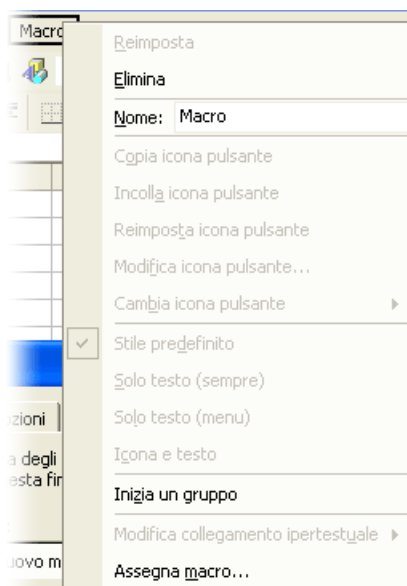 Macro
Reimposta
Elimina
Nome: Macro
Copia icona pulsante
Incolla icona pulsante
Reimposta icona pulsante
Modifica icona pulsante...
Cambia icona pulsante
Stile predefinito
Solo testo (sempre)
Solo testo (menu)
Icona e testo
zioni
a degli
esta fin
Inizia un gruppo
Modifica collegamento ipertestuale
uovo m
Assegna macro...